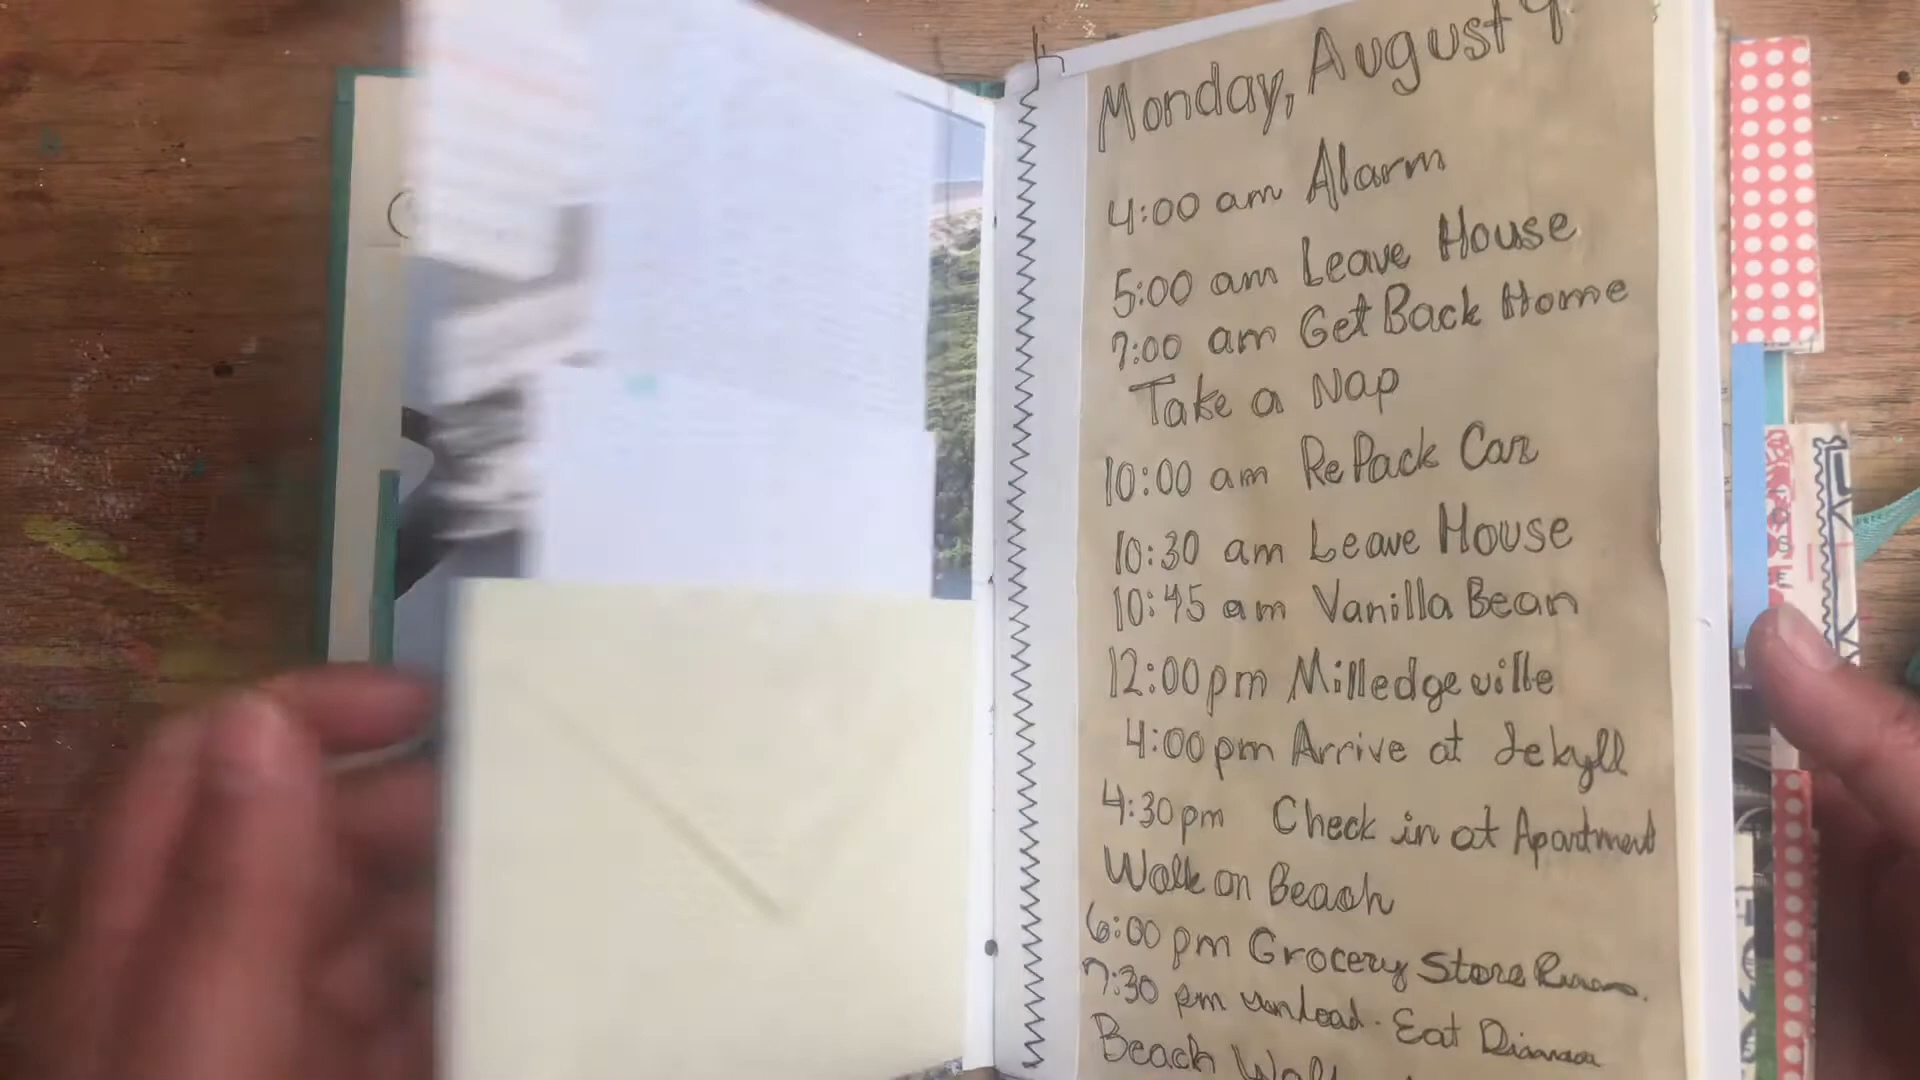 Monday, August 9
4:00 am Alarm
5:00 am Leave House
7:00 am Get Back Home
Take a Nap
10:00 am RePack Car
10:30 am Leave House
10:45 am Vanilla Bean
12:00 pm Milledgeville
4:00 pm Arrive at Jekyll
4:30 pm Check in at Apartment
Walk on Beach
6:00 pm Grocery Store
7:30 pm unload. Eat Dinner
Beach Walk